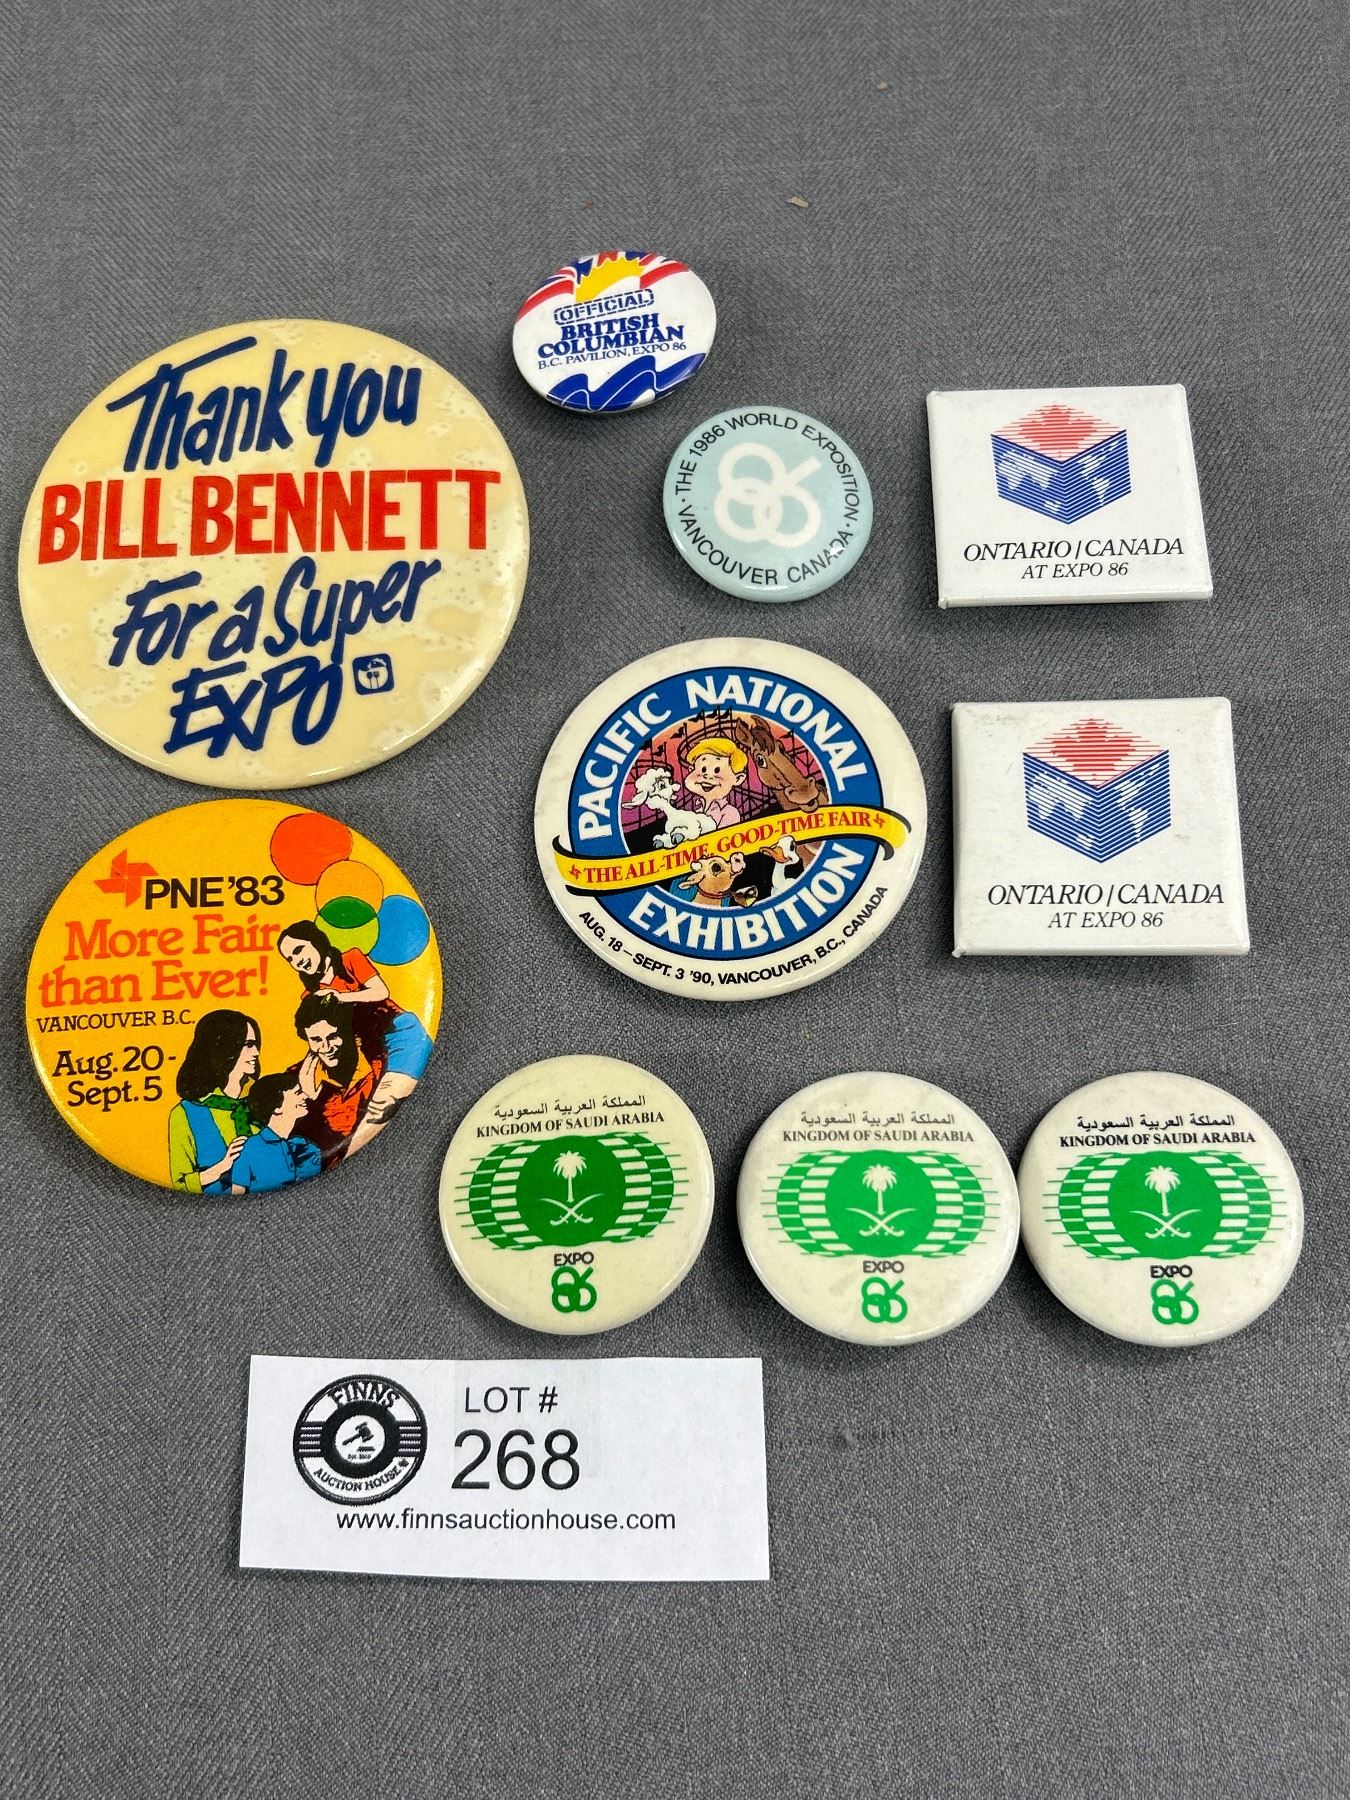 OFFICIAL
BRITISH
COLUMBIAN
B.C. PAVILION, EXPO 86
Thank you
BILL BENNETT
For a Super
EXPO
·THE 1986 WORLD EXPOSITION·
VANCOUVER CANADA
86
ONTARIO/CANADA
AT EXPO 86
PACIFIC NATIONAL
THE ALL-TIME, GOOD-TIME FAIR
EXHIBITION
AUG. 18 – SEPT. 3 '90, VANCOUVER, B.C., CANADA
ONTARIO/CANADA
AT EXPO 86
PNE '83
More Fair
than Ever!
VANCOUVER B.C.
Aug. 20-
Sept. 5
المملكة العربية السعودية
KINGDOM OF SAUDI ARABIA
EXPO
86
المملكة العربية السعودية
KINGDOM OF SAUDI ARABIA
EXPO
86
المملكة العربية السعودية
KINGDOM OF SAUDI ARABIA
EXPO
86
FINNS
AUCTION HOUSE
LOT #
268
www.finnsauctionhouse.com